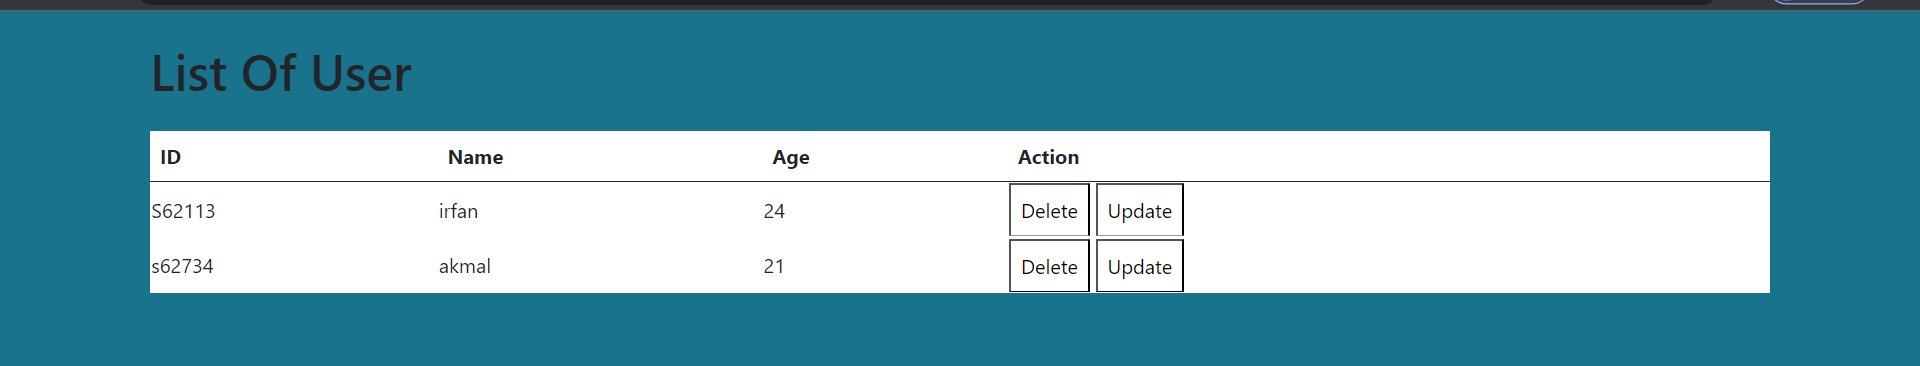 List Of User
ID Name Age Action
S62113 irfan 24 Delete Update
s62734 akmal 21 Delete Update